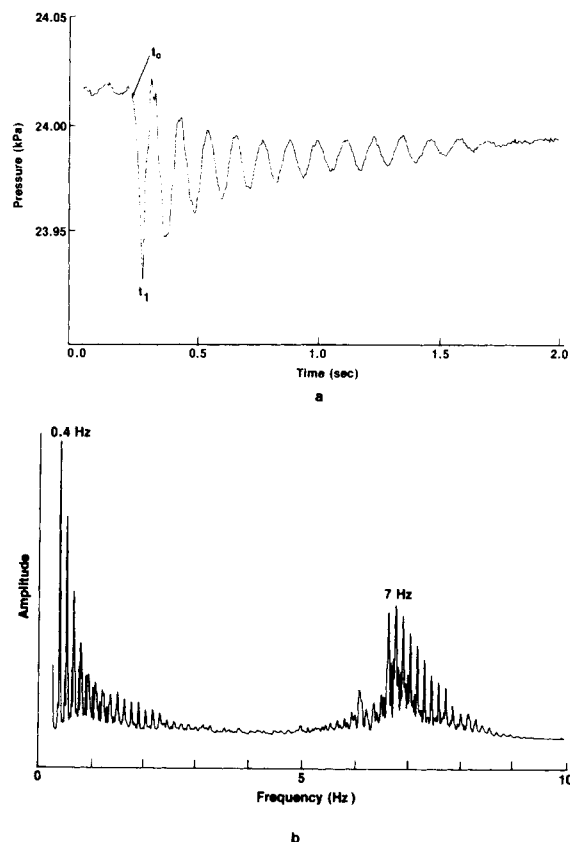 24.05
t₀
24.00
Pressure (kPa)
23.95
t₁
0.0 0.5 1.0 1.5 2.0
Time (sec)
a
0.4 Hz
7 Hz
Amplitude
0 5 10
Frequency (Hz)
b